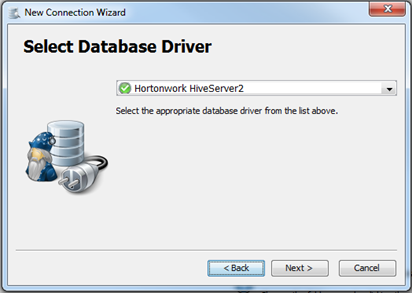 New Connection Wizard
Select Database Driver
Hortonwork HiveServer2
Select the appropriate database driver from the list above.
< Back
Next >
Cancel